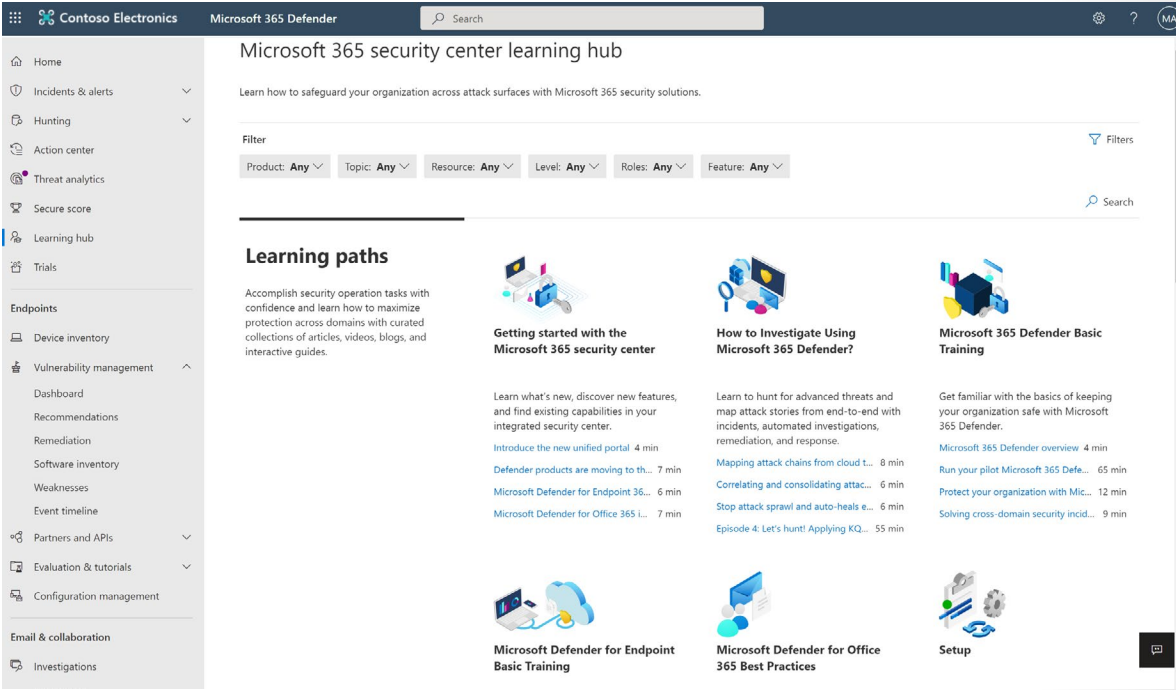 Contoso Electronics
Microsoft 365 Defender
Search
?
MA
Home
Incidents & alerts
Hunting
Action center
Threat analytics
Secure score
Learning hub
Trials
Endpoints
Device inventory
Vulnerability management
Dashboard
Recommendations
Remediation
Software inventory
Weaknesses
Event timeline
Partners and APIs
Evaluation & tutorials
Configuration management
Email & collaboration
Investigations
Microsoft 365 security center learning hub
Learn how to safeguard your organization across attack surfaces with Microsoft 365 security solutions.
Filter
Filters
Product: Any
Topic: Any
Resource: Any
Level: Any
Roles: Any
Feature: Any
Search
Learning paths
Accomplish security operation tasks with
confidence and learn how to maximize
protection across domains with curated
collections of articles, videos, blogs, and
interactive guides.
Getting started with the
Microsoft 365 security center
Learn what's new, discover new features,
and find existing capabilities in your
integrated security center.
Introduce the new unified portal 4 min
Defender products are moving to th... 7 min
Microsoft Defender for Endpoint 36... 6 min
Microsoft Defender for Office 365 i... 7 min
How to Investigate Using
Microsoft 365 Defender?
Learn to hunt for advanced threats and
map attack stories from end-to-end with
incidents, automated investigations,
remediation, and response.
Mapping attack chains from cloud t... 8 min
Correlating and consolidating attac... 6 min
Stop attack sprawl and auto-heals e... 6 min
Episode 4: Let's hunt! Applying KQ... 55 min
Microsoft 365 Defender Basic
Training
Get familiar with the basics of keeping
your organization safe with Microsoft
365 Defender.
Microsoft 365 Defender overview 4 min
Run your pilot Microsoft 365 Defe... 65 min
Protect your organization with Mic... 12 min
Solving cross-domain security incid... 9 min
Microsoft Defender for Endpoint
Basic Training
Microsoft Defender for Office
365 Best Practices
Setup